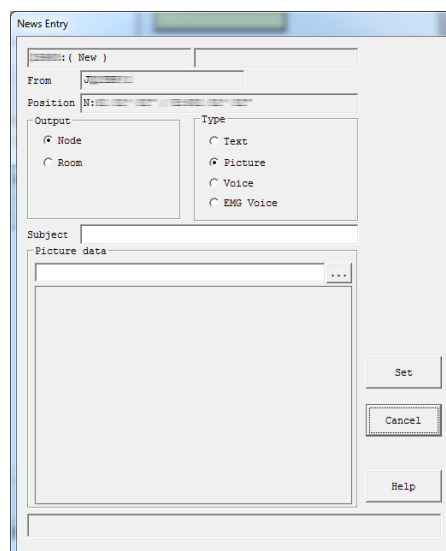 News Entry
:( New )
From J
Position N:
Output
Node
Room
Type
Text
Picture
Voice
EMG Voice
Subject
Picture data
...
Set
Cancel
Help